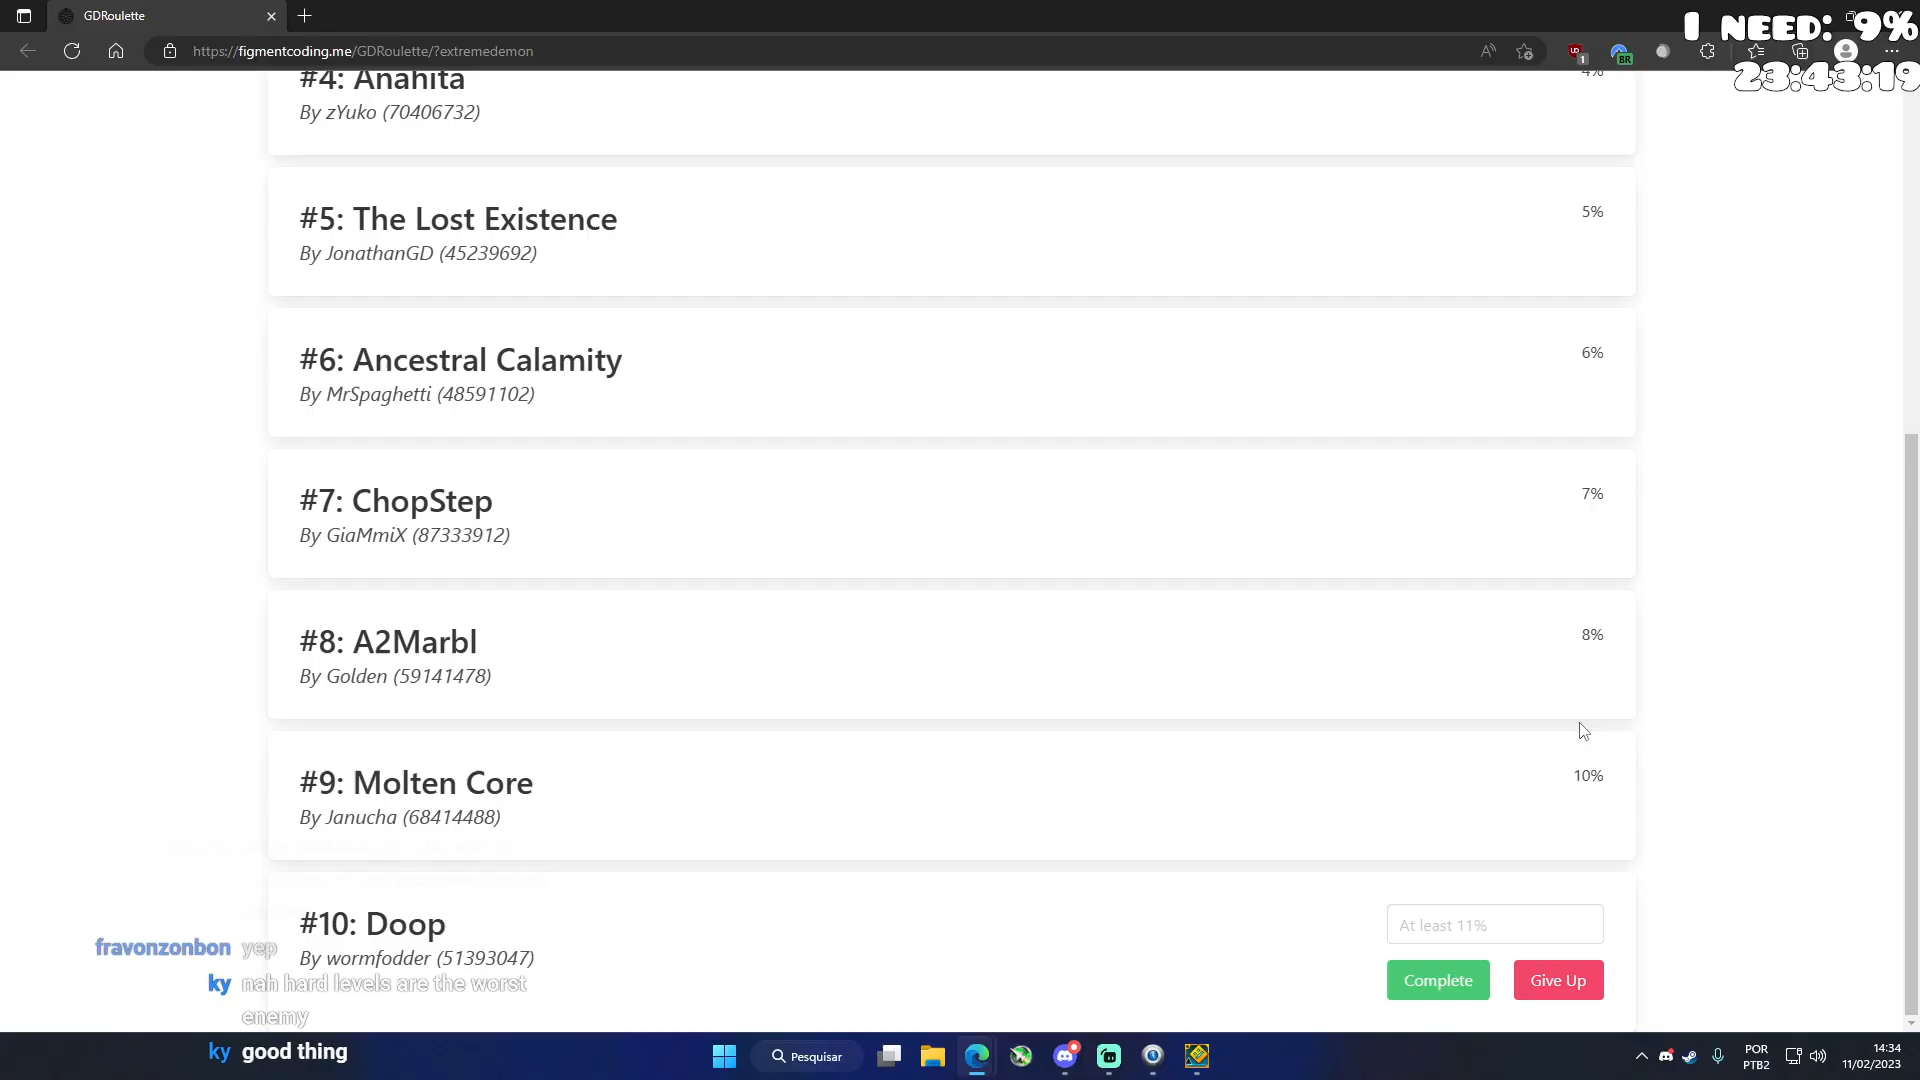 GDRoulette
I NEED: 9%
https://figmentcoding.me/GDRoulette/?extremedemon
1
BR
23:43:19
#4: Anahita
4%
By zYuko (70406732)
#5: The Lost Existence
5%
By JonathanGD (45239692)
#6: Ancestral Calamity
6%
By MrSpaghetti (48591102)
#7: ChopStep
7%
By GiaMmiX (87333912)
#8: A2Marbl
8%
By Golden (59141478)
#9: Molten Core
10%
By Janucha (68414488)
#10: Doop
At least 11%
By wormfodder (51393047)
Complete
Give Up
fravonzonbon yep
ky nah hard levels are the worst
enemy
ky good thing
Pesquisar
POR
PTB2
14:34
11/02/2023